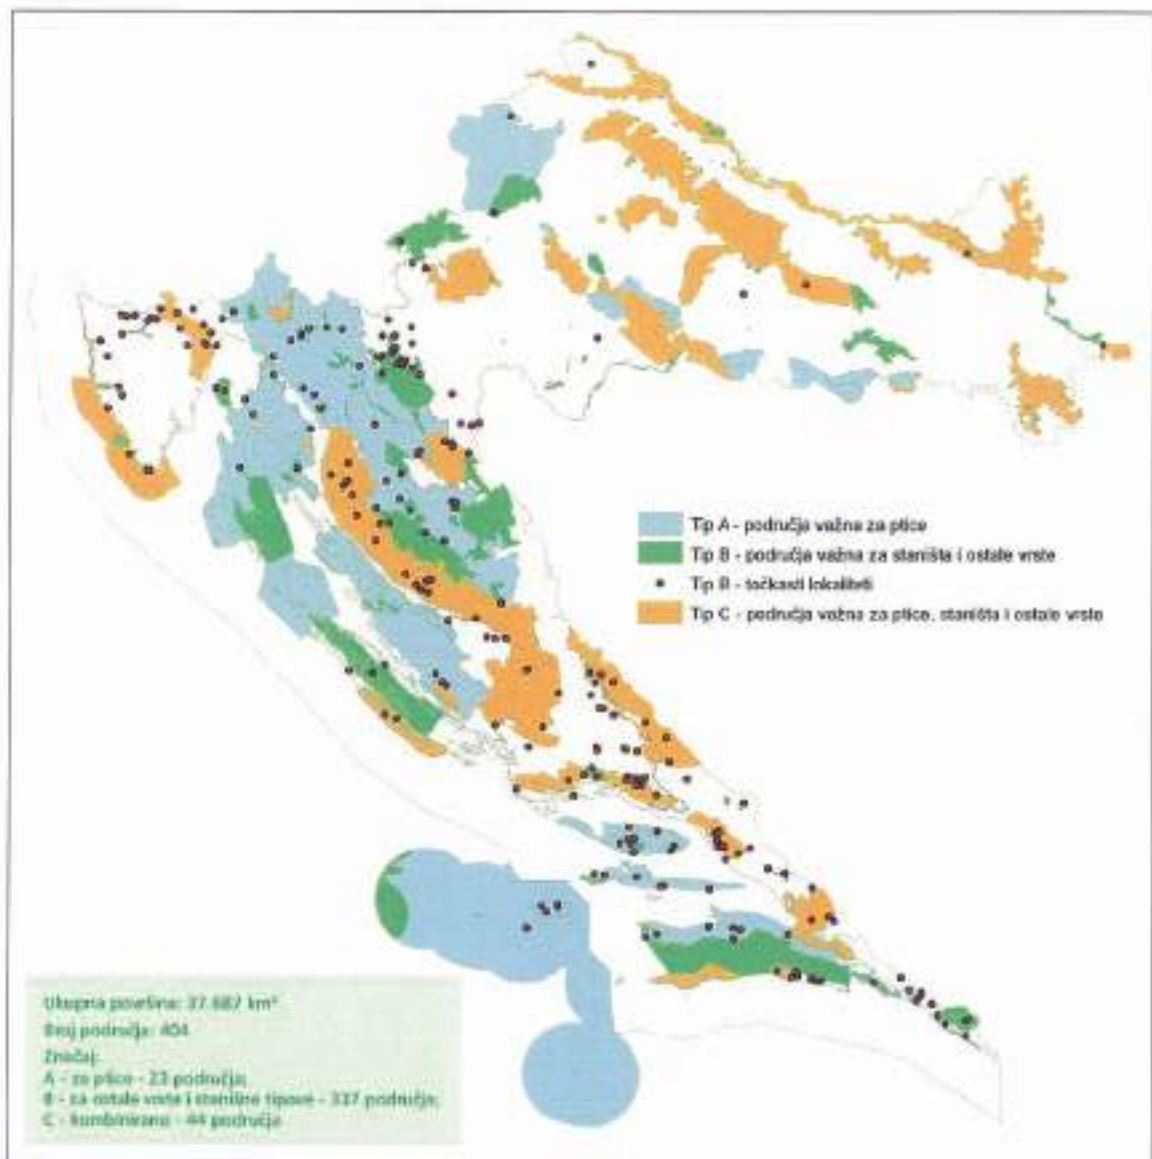 Tip A - područja važna za ptice
Tip B - područja važna za staništa i ostale vrste
Tip B - točkasti lokaliteti
Tip C - područja važna za ptice, staništa i ostale vrste
Ukupna površina: 37.687 km²
Broj područja: 404
Značaj:
A - za ptice - 23 područja;
B - za ostale vrste i stanišne tipove - 337 područja;
C - kombinirano - 44 područja